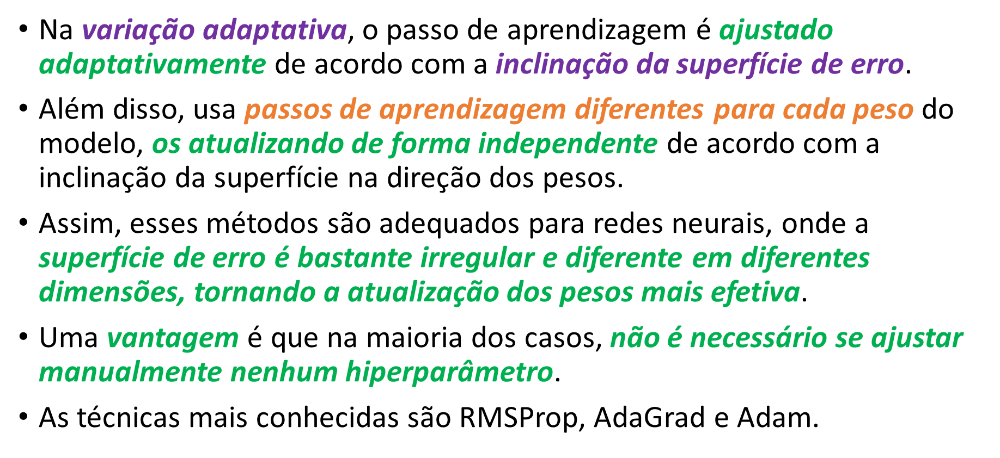 • Na variação adaptativa, o passo de aprendizagem é ajustado
adaptativamente de acordo com a inclinação da superfície de erro.
• Além disso, usa passos de aprendizagem diferentes para cada peso do
modelo, os atualizando de forma independente de acordo com a
inclinação da superfície na direção dos pesos.
• Assim, esses métodos são adequados para redes neurais, onde a
superfície de erro é bastante irregular e diferente em diferentes
dimensões, tornando a atualização dos pesos mais efetiva.
• Uma vantagem é que na maioria dos casos, não é necessário se ajustar
manualmente nenhum hiperparâmetro.
• As técnicas mais conhecidas são RMSProp, AdaGrad e Adam.